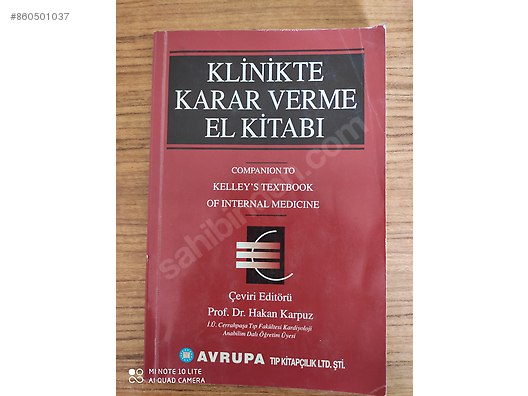 #860501037
KLİNİKTE
KARAR VERME
EL KİTABI
COMPANION TO
KELLEY'S TEXTBOOK
OF INTERNAL MEDICINE
sahibinden.com
Çeviri Editörü
Prof. Dr. Hakan Karpuz
İ.Ü. Cerrahpaşa Tıp Fakültesi Kardiyoloji
Anabilim Dalı Öğretim Üyesi
AVRUPA TIP KİTAPÇILIK LTD. ŞTİ.
MI NOTE 10 LITE
AI QUAD CAMERA